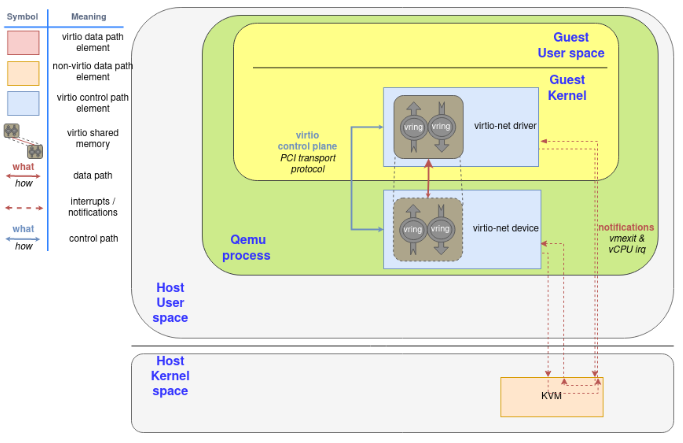 Symbol Meaning
virtio data path
element
non-virtio data path
element
virtio control path
element
virtio shared
memory
what
how
data path
interrupts /
notifications
what
how
control path
Guest
User space
Guest
Kernel
vring vring
virtio-net driver
virtio
control plane
PCI transport
protocol
vring vring
virtio-net device
notifications
vmexit &
vCPU irq
Qemu
process
Host
User
space
Host
Kernel
space
KVM